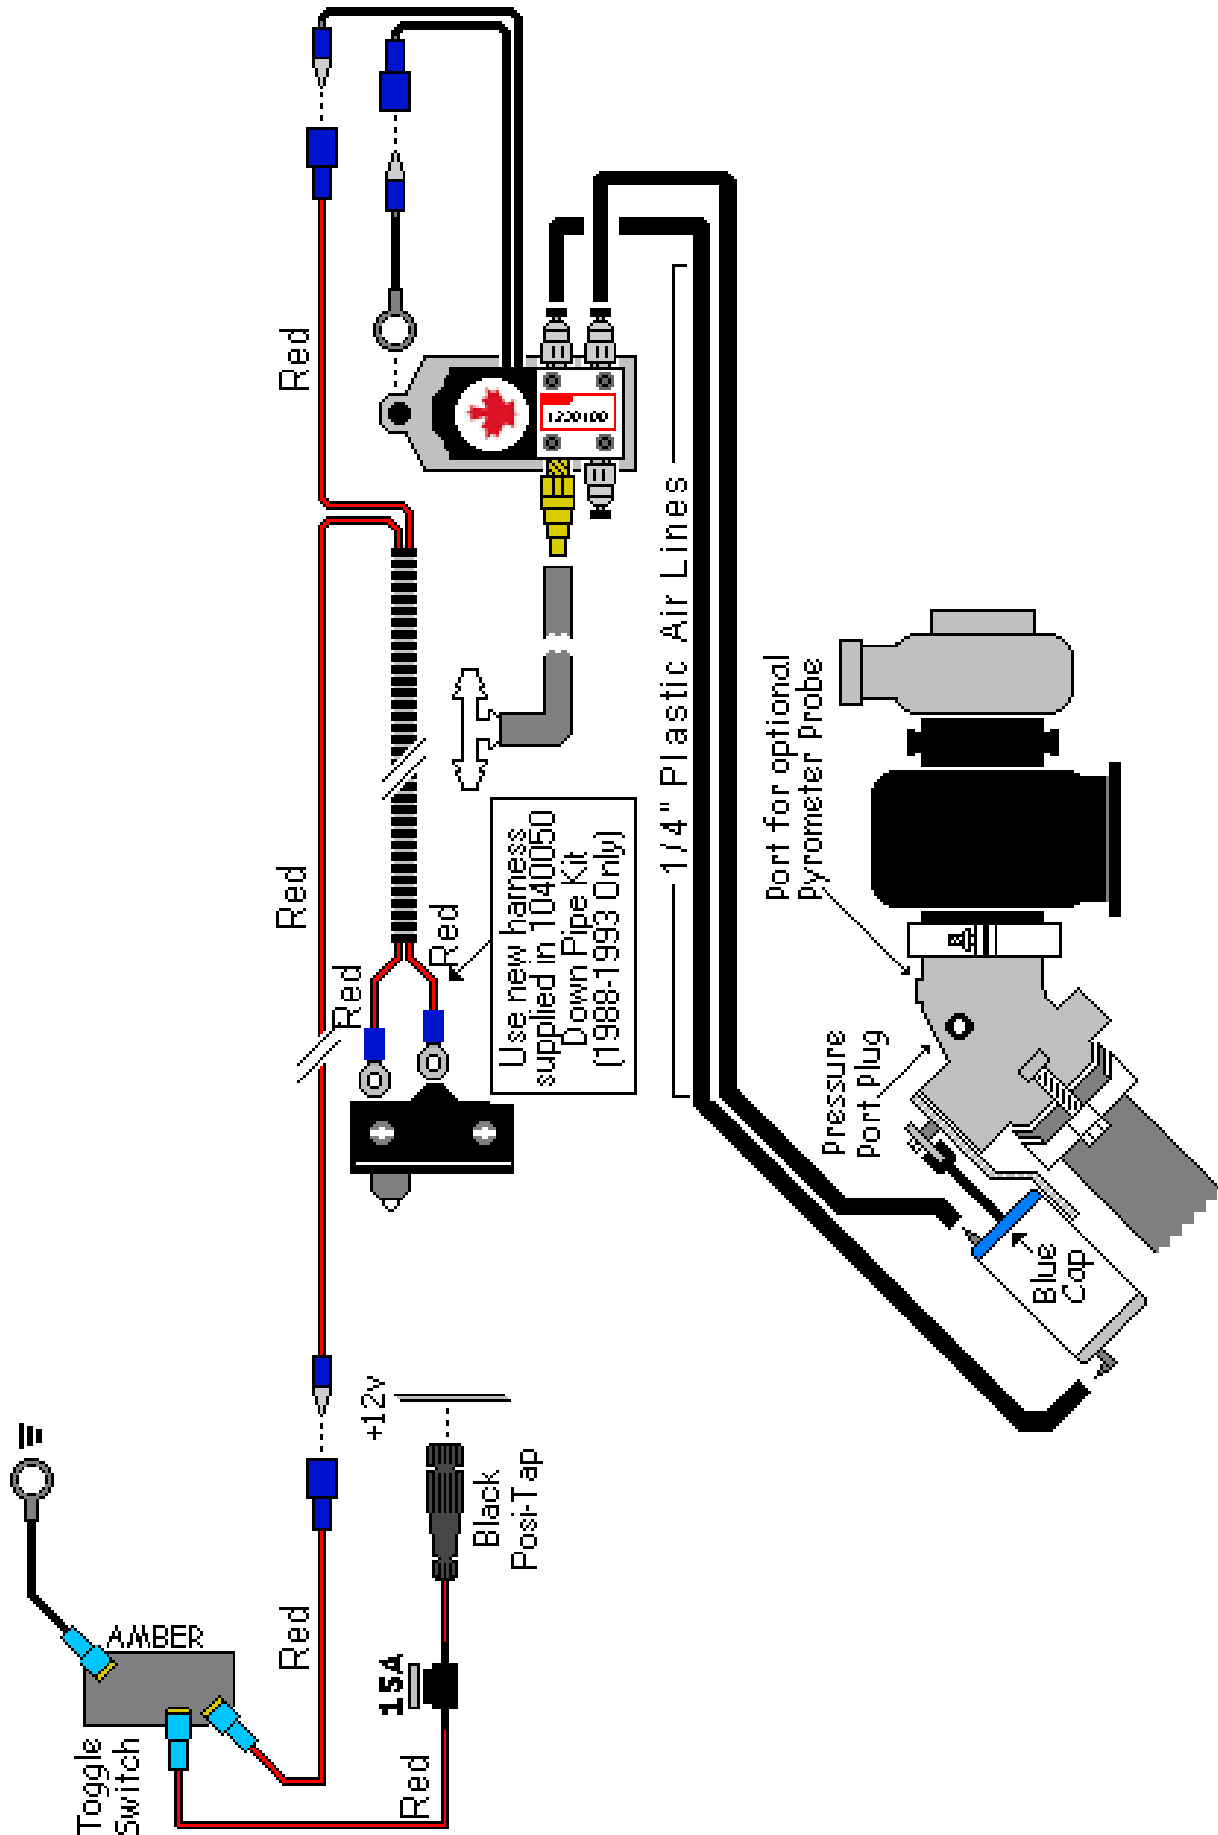 Toggle
Switch
AMBER
Red
15A
Red
Black
Posi-Tap
+12v
Red
Red
Red
Red
Use new harness
supplied in 1040050
Down Pipe Kit
(1988-1993 Only)
1/4" Plastic Air Lines
Port for optional
Pyrometer Probe
Pressure
Port Plug
Blue
Cap